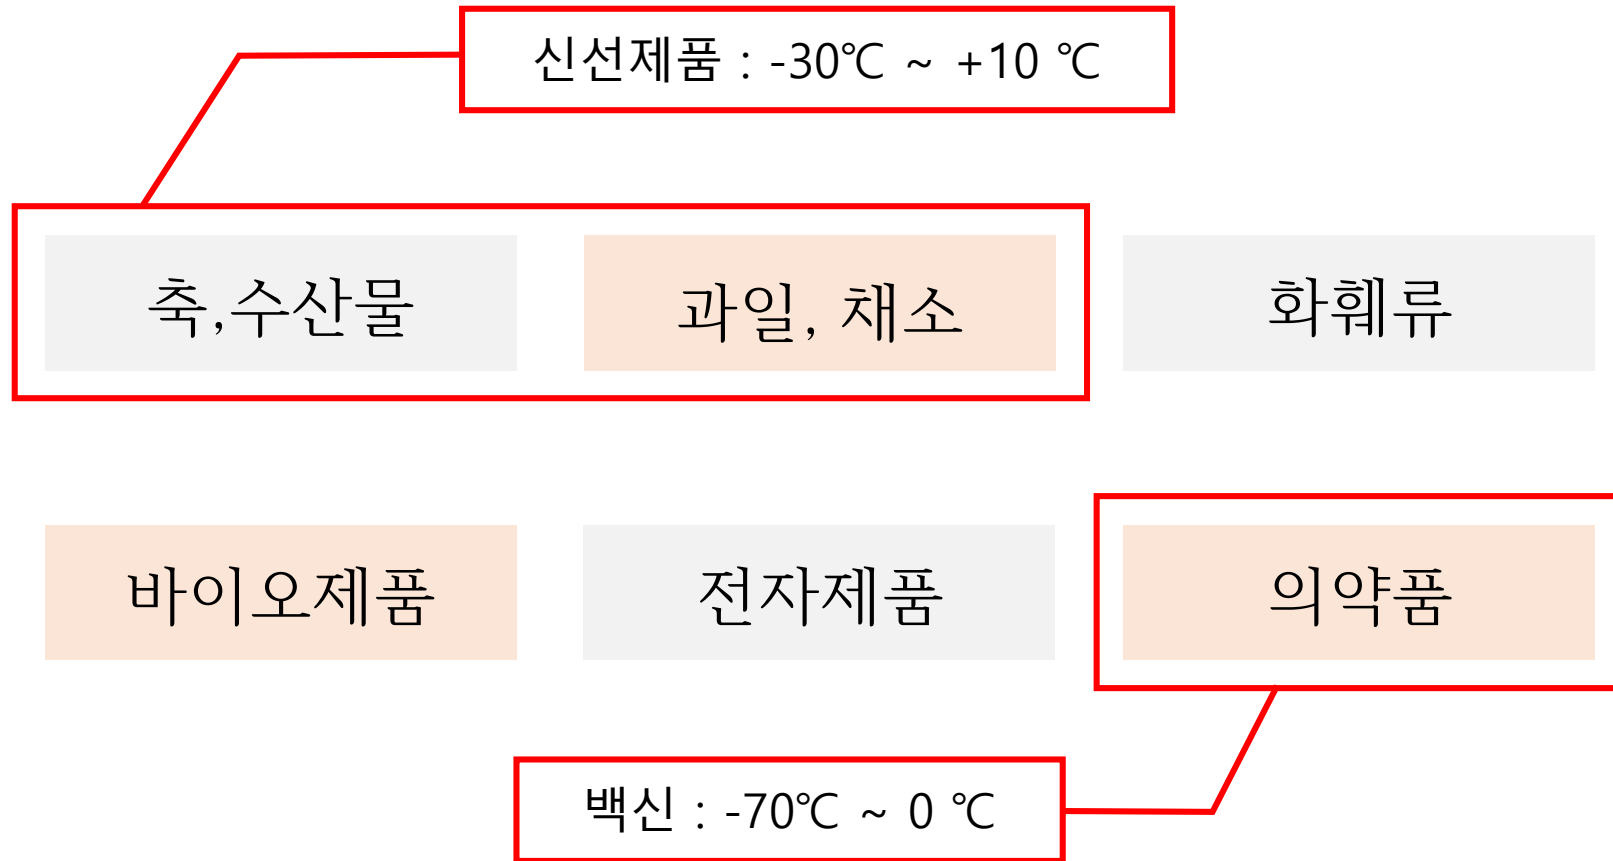 신선제품 : -30℃ ~ +10 ℃
축,수산물
과일, 채소
화훼류
바이오제품
전자제품
의약품
백신 : -70℃ ~ 0 ℃